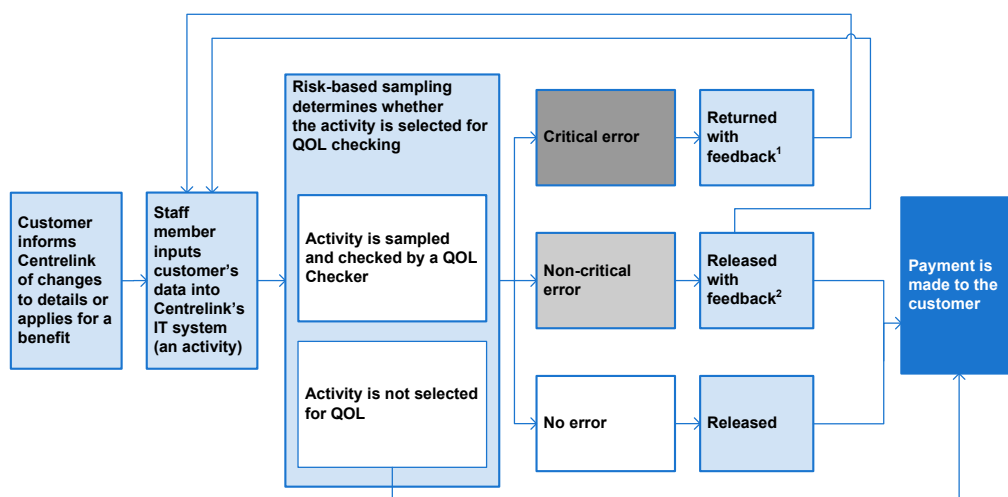 Customer
informs
Centrelink
of changes
to details or
applies for a
benefit
Staff
member
inputs
customer's
data into
Centrelink's
IT system
(an activity)
Risk-based sampling
determines whether
the activity is selected for
QOL checking
Activity is sampled
and checked by a QOL
Checker
Activity is not selected
for QOL
Critical error
Returned
with
feedback¹
Non-critical
error
Released
with
feedback²
No error
Released
Payment is
made to the
customer